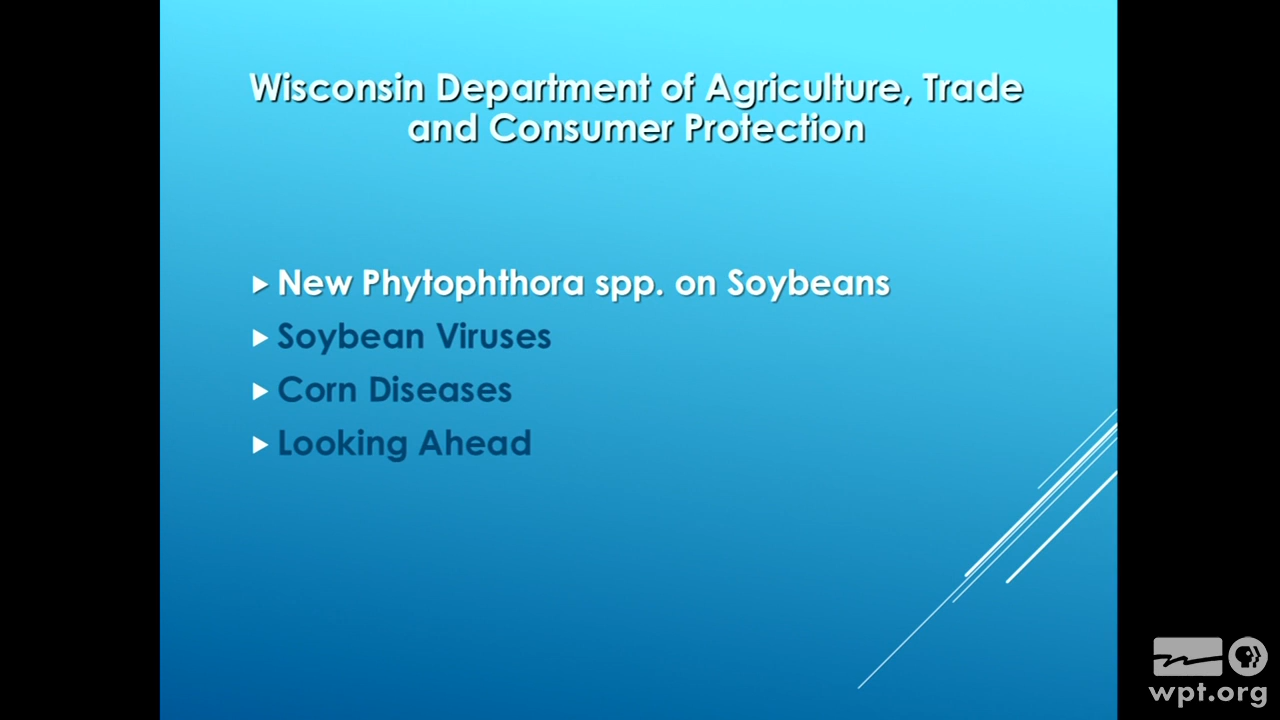 Wisconsin Department of Agriculture, Trade
and Consumer Protection
New Phytophthora spp. on Soybeans
Soybean Viruses
Corn Diseases
Looking Ahead
wpt.org